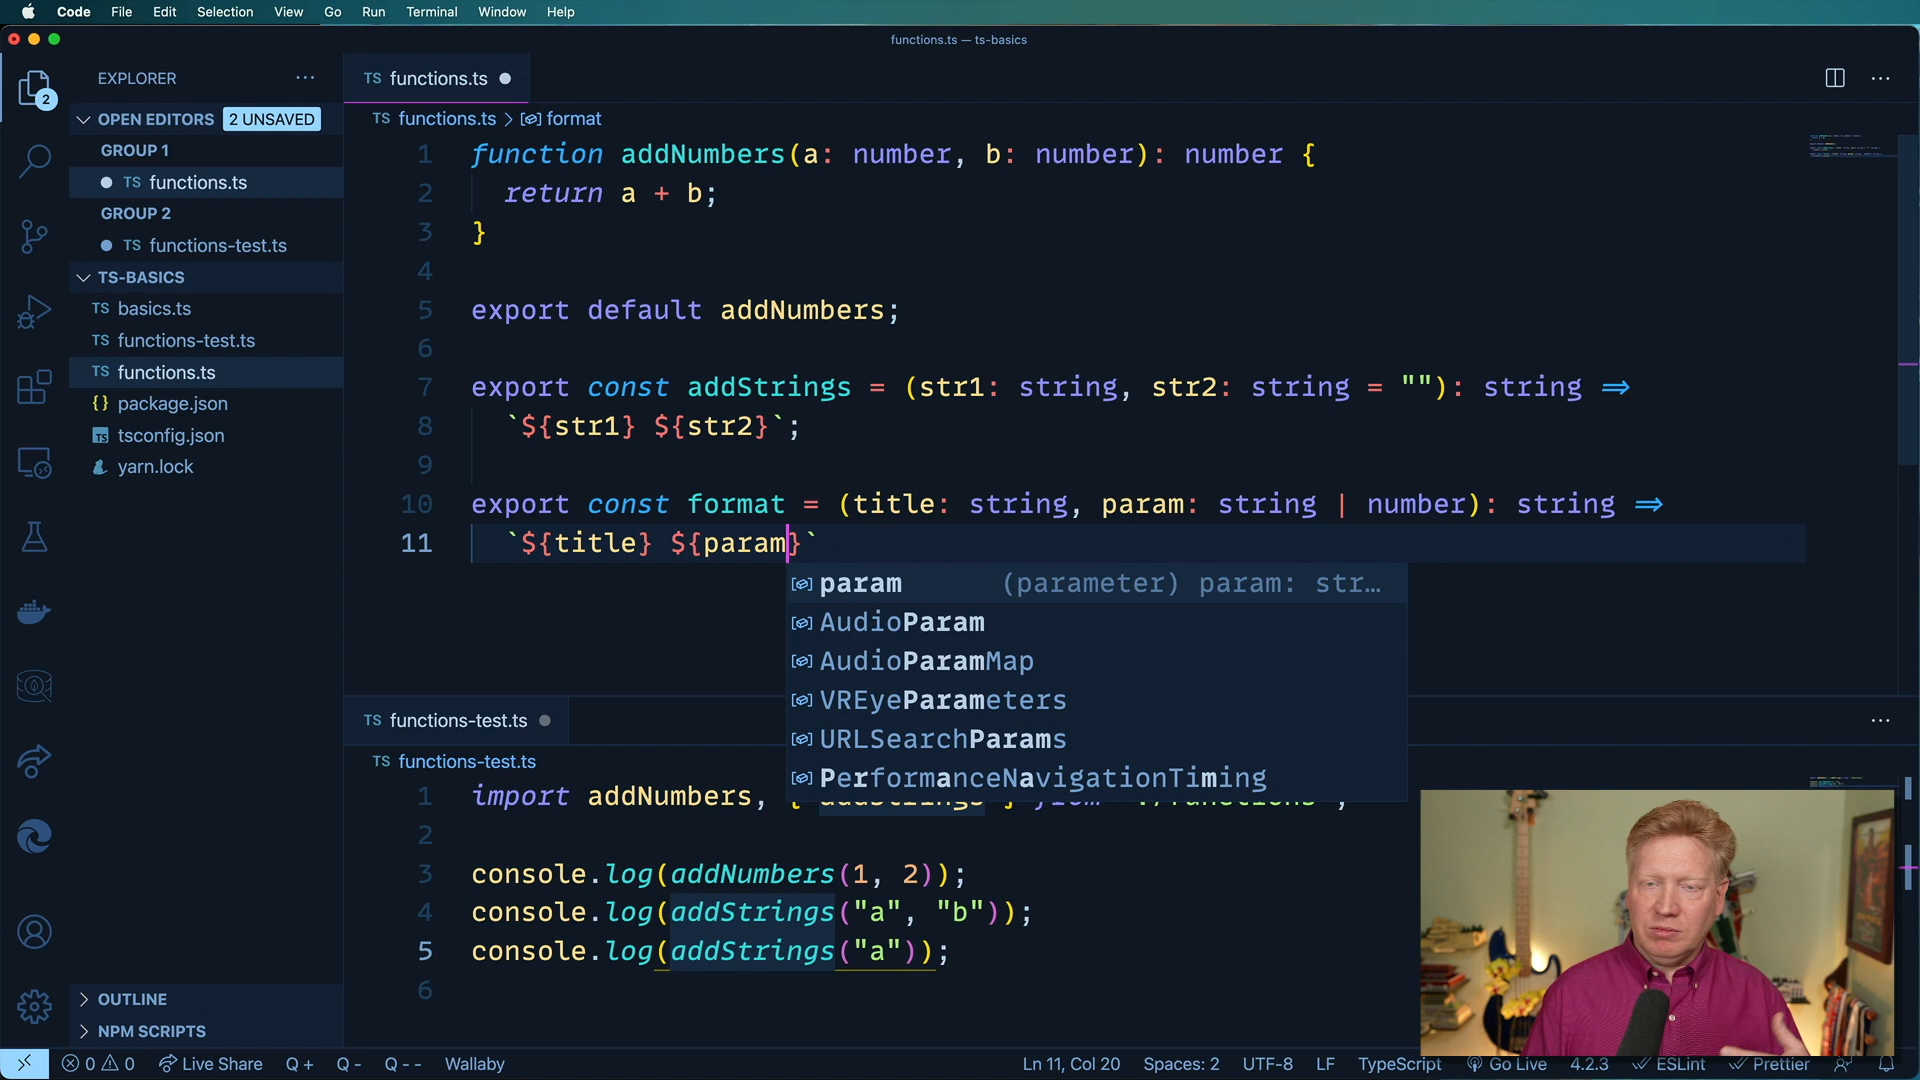 Code File Edit Selection View Go Run Terminal Window Help
functions.ts — ts-basics
EXPLORER
2
OPEN EDITORS 2 UNSAVED
GROUP 1
TS functions.ts
GROUP 2
TS functions-test.ts
TS-BASICS
TS basics.ts
TS functions-test.ts
TS functions.ts
{} package.json
TS tsconfig.json
yarn.lock
OUTLINE
NPM SCRIPTS
TS functions.ts
TS functions.ts > format
1 function addNumbers(a: number, b: number): number {
2 return a + b;
3 }
4
5 export default addNumbers;
6
7 export const addStrings = (str1: string, str2: string = ""): string =>
8 `${str1} ${str2}`;
9
10 export const format = (title: string, param: string | number): string =>
11 `${title} ${param}`
param (parameter) param: str…
AudioParam
AudioParamMap
VREyeParameters
URLSearchParams
PerformanceNavigationTiming
TS functions-test.ts
TS functions-test.ts
1 import addNumbers, { addStrings } from "./functions";
2
3 console.log(addNumbers(1, 2));
4 console.log(addStrings("a", "b"));
5 console.log(addStrings("a"));
6
0 0 Live Share Q + Q - Q - - Wallaby Ln 11, Col 20 Spaces: 2 UTF-8 LF TypeScript Go Live 4.2.3 ESLint Prettier